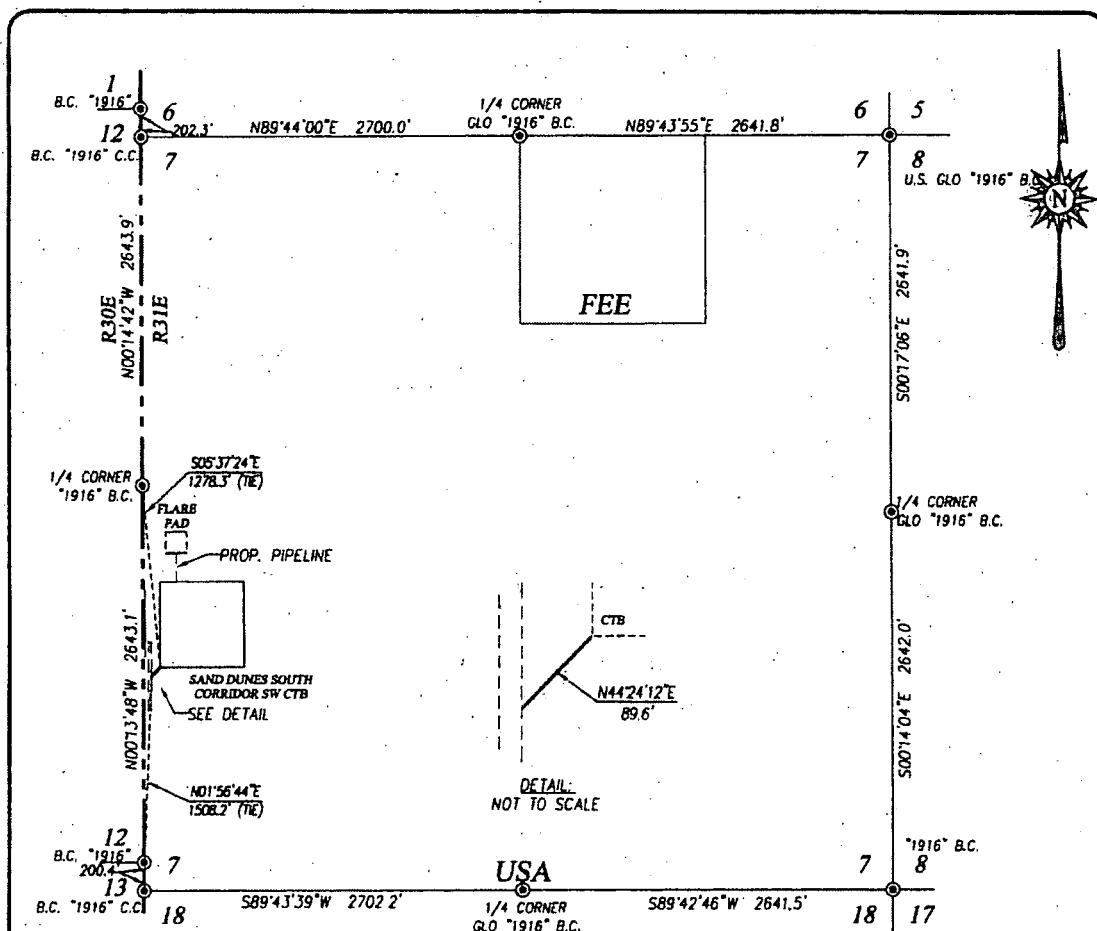 1
B.C. "1916"
6
1/4 CORNER
GLO "1916" B.C.
6
5
202.3'
N89°44'00"E 2700.0'
N89°43'55"E 2641.8'
12
B.C. "1916" C.C.
7
7
8
U.S. GLO "1916" B.C.
N
N00°14'42"W 2643.9'
R30E
R31E
FEE
S00°17'06"E 2641.9'
S05°37'24"E
1278.3' (TIE)
1/4 CORNER
"1916" B.C.
FLARE
PAD
PROP. PIPELINE
1/4 CORNER
GLO "1916" B.C.
N00°13'48"W 2643.1'
CTB
SAND DUNES SOUTH
CORRIDOR SW CTB
SEE DETAIL
N44°24'12"E
89.6'
S00°14'04"E 2642.0'
N01°56'44"E
1508.2' (TIE)
DETAIL:
NOT TO SCALE
12
B.C. "1916"
7
200.4'
13
B.C. "1916" C.C.
18
USA
S89°43'39"W 2702.2'
1/4 CORNER
GLO "1916" B.C.
S89°42'46"W 2641.5'
7
"1916" B.C.
8
18
17